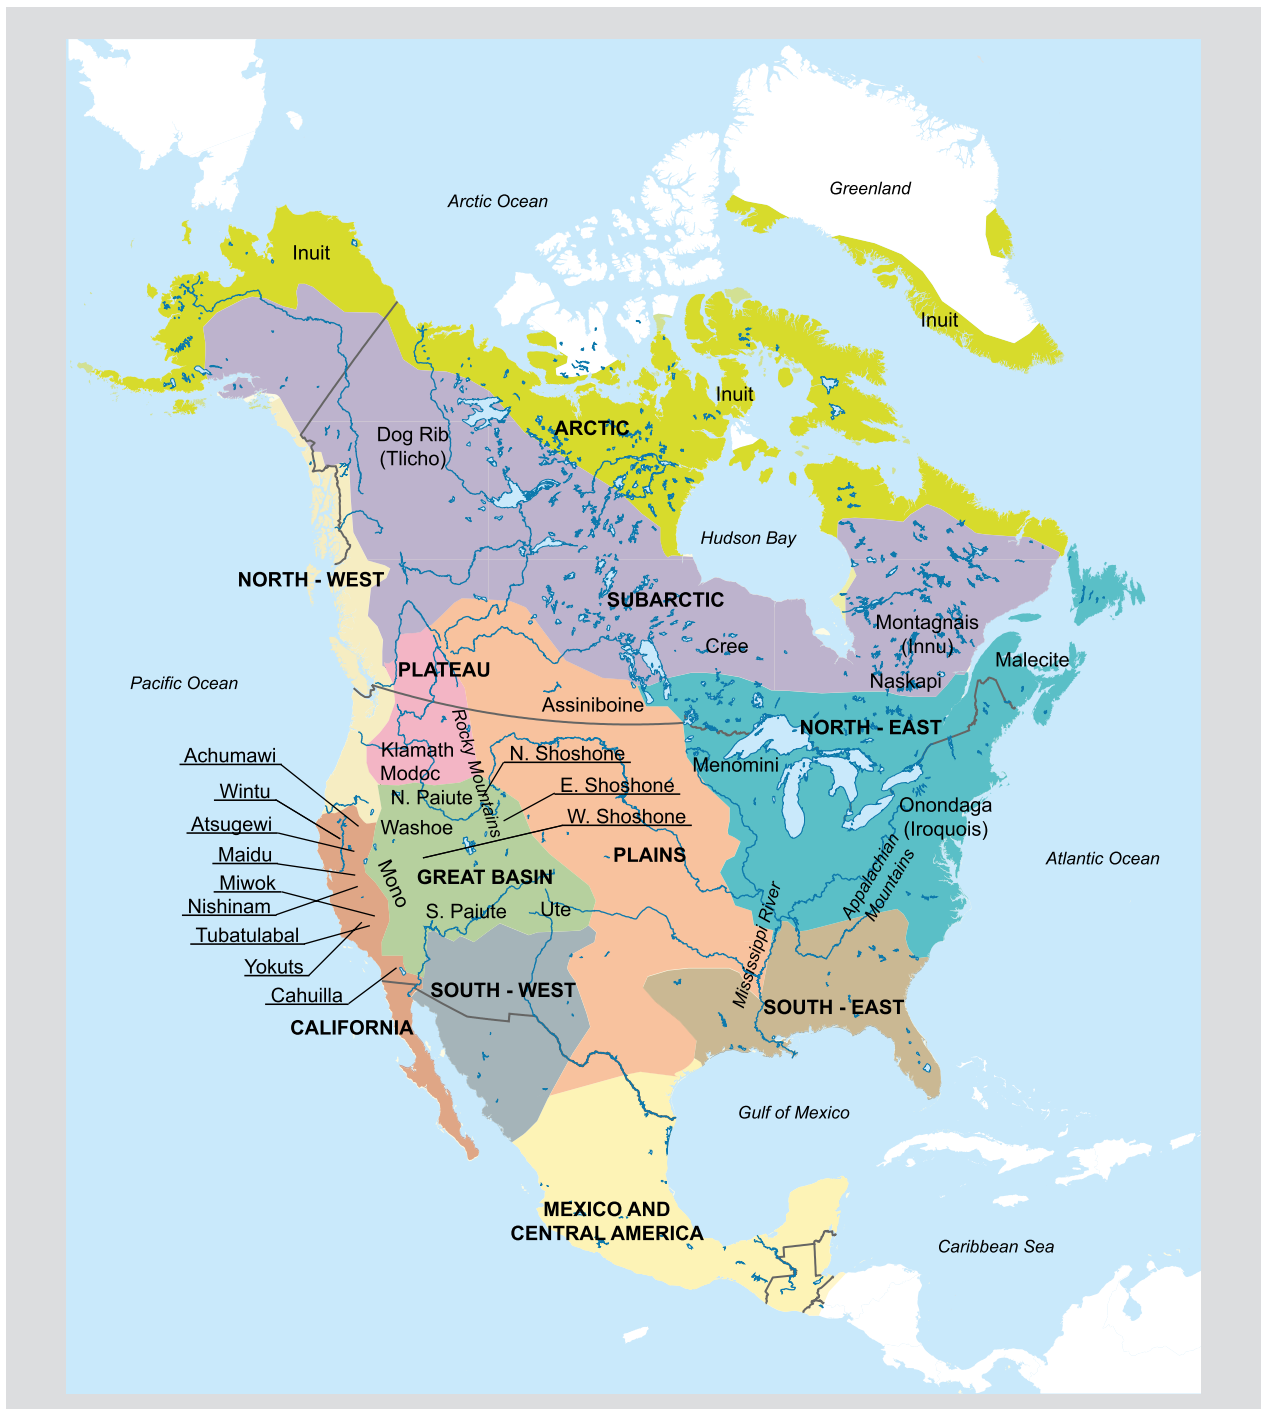 Greenland
Arctic Ocean
Inuit
Inuit
Inuit
ARCTIC
Dog Rib
(Tlicho)
Hudson Bay
NORTH - WEST
SUBARCTIC
Montagnais
(Innu)
Cree
Malecite
PLATEAU
Naskapi
Pacific Ocean
Assiniboine
NORTH - EAST
Rocky Mountains
Klamath
Modoc
N. Shoshone
Achumawi
Menomini
E. Shoshone
Wintu
N. Paiute
Onondaga
(Iroquois)
W. Shoshone
Atsugewi
Washoe
Maidu
PLAINS
Atlantic Ocean
Appalachian
Mountains
Mono
GREAT BASIN
Miwok
Nishinam
S. Paiute
Ute
Mississippi River
Tubatulabal
Yokuts
Cahuilla
SOUTH - WEST
SOUTH - EAST
CALIFORNIA
Gulf of Mexico
MEXICO AND
CENTRAL AMERICA
Caribbean Sea